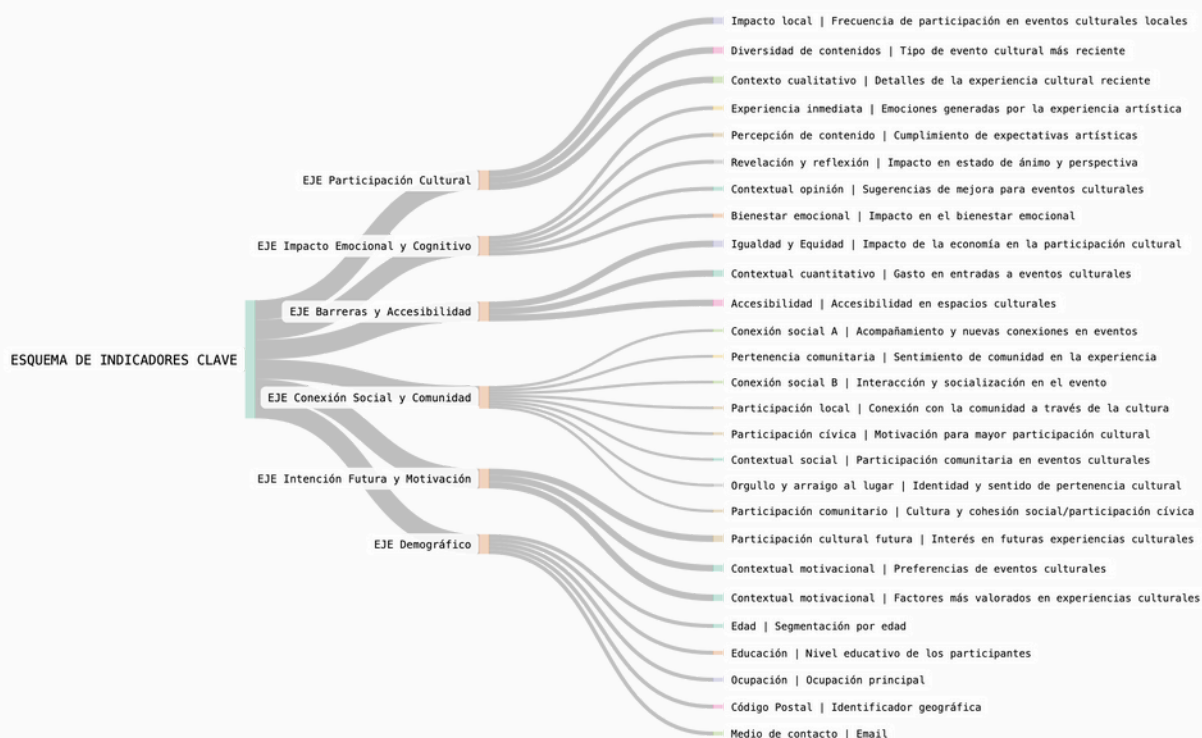 ESQUEMA DE INDICADORES CLAVE
EJE Participación Cultural
EJE Impacto Emocional y Cognitivo
EJE Barreras y Accesibilidad
EJE Conexión Social y Comunidad
EJE Intención Futura y Motivación
EJE Demográfico
Impacto local | Frecuencia de participación en eventos culturales locales
Diversidad de contenidos | Tipo de evento cultural más reciente
Contexto cualitativo | Detalles de la experiencia cultural reciente
Experiencia inmediata | Emociones generadas por la experiencia artística
Percepción de contenido | Cumplimiento de expectativas artísticas
Revelación y reflexión | Impacto en estado de ánimo y perspectiva
Contextual opinión | Sugerencias de mejora para eventos culturales
Bienestar emocional | Impacto en el bienestar emocional
Igualdad y Equidad | Impacto de la economía en la participación cultural
Contextual cuantitativo | Gasto en entradas a eventos culturales
Accesibilidad | Accesibilidad en espacios culturales
Conexión social A | Acompañamiento y nuevas conexiones en eventos
Pertenencia comunitaria | Sentimiento de comunidad en la experiencia
Conexión social B | Interacción y socialización en el evento
Participación local | Conexión con la comunidad a través de la cultura
Participación cívica | Motivación para mayor participación cultural
Contextual social | Participación comunitaria en eventos culturales
Orgullo y arraigo al lugar | Identidad y sentido de pertenencia cultural
Participación comunitario | Cultura y cohesión social/participación cívica
Participación cultural futura | Interés en futuras experiencias culturales
Contextual motivacional | Preferencias de eventos culturales
Contextual motivacional | Factores más valorados en experiencias culturales
Edad | Segmentación por edad
Educación | Nivel educativo de los participantes
Ocupación | Ocupación principal
Código Postal | Identificador geográfica
Medio de contacto | Email